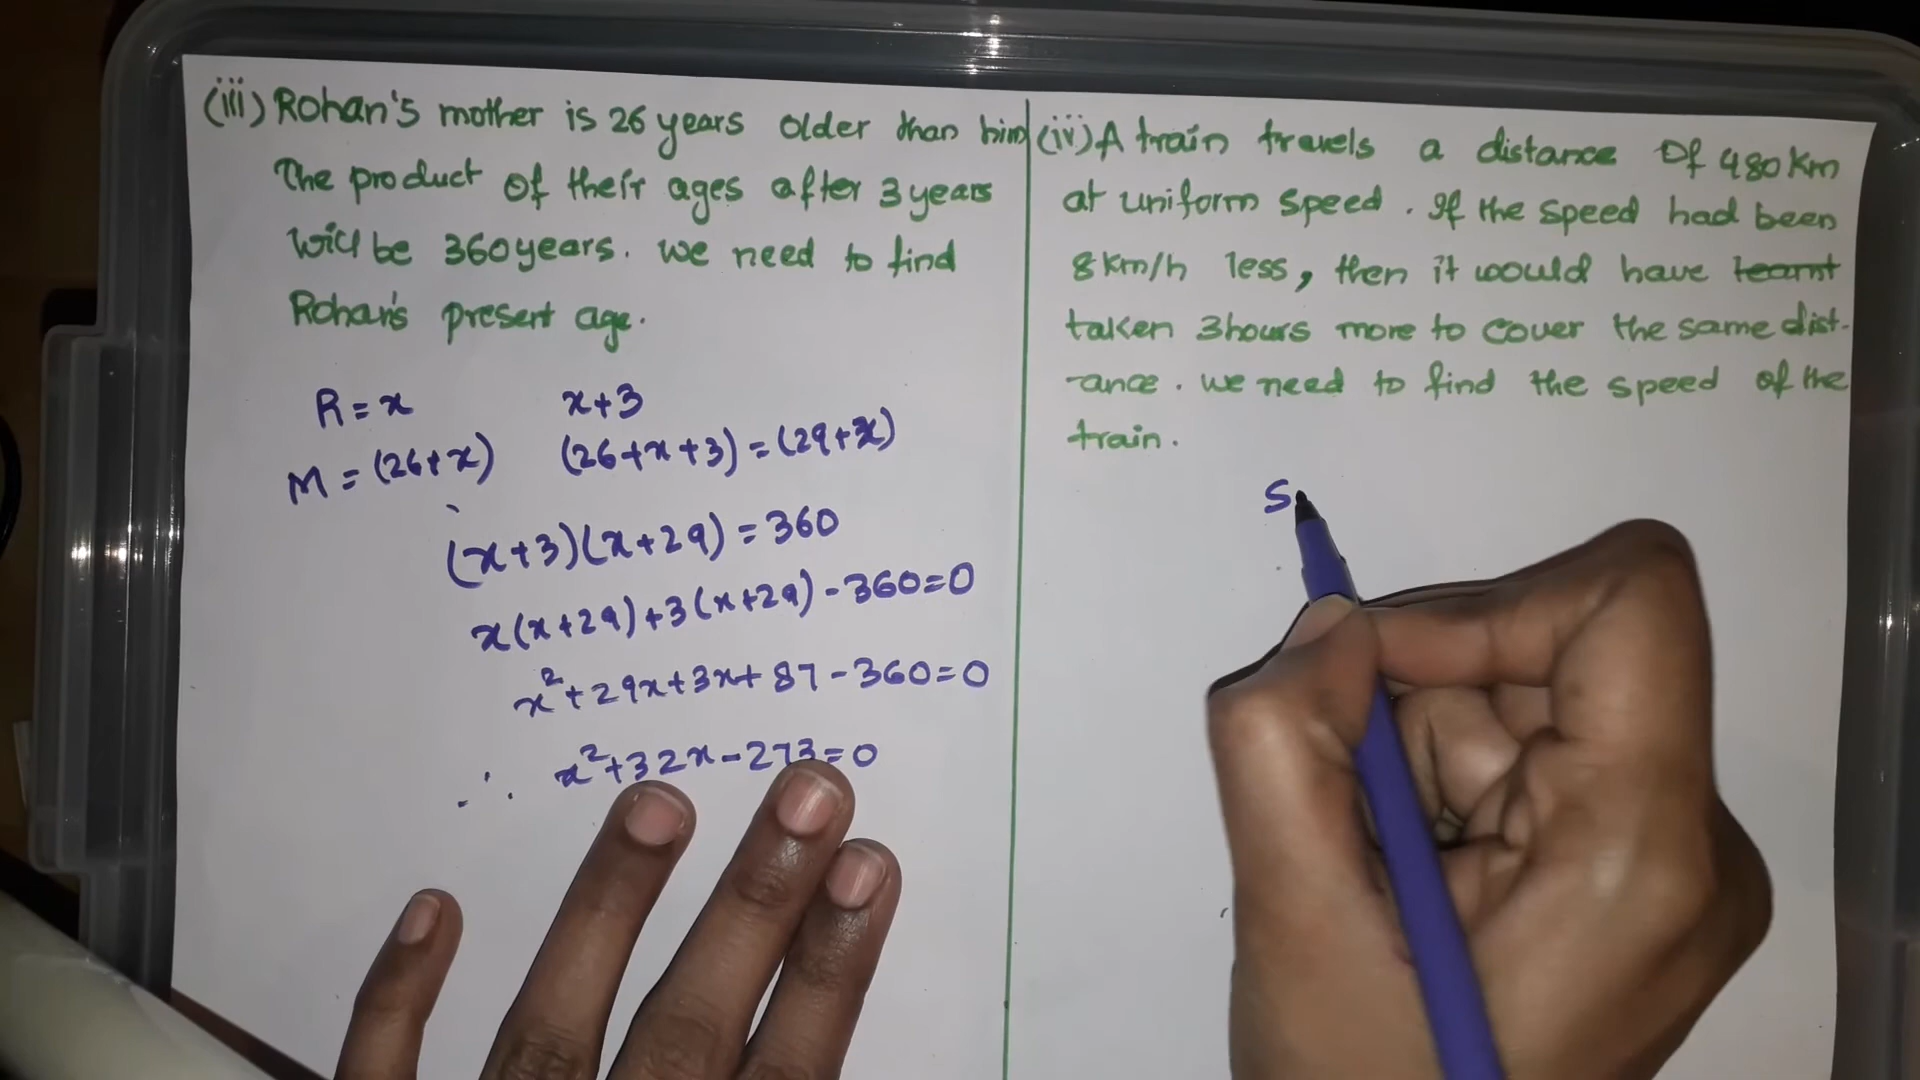 (iii) Rohan's mother is 26 years older than him
The product of their ages after 3 years
will be 360 years. we need to find
Rohan's present age.
R = x x+3
M = (26+x) (26+x+3) = (29+x)
(x+3)(x+29) = 360
x(x+29)+3(x+29)-360=0
x²+29x+3x+87-360=0
∴ x²+32x-273=0
(iv) A train travels a distance of 480 km
at uniform speed. If the speed had been
8 km/h less, then it would have
taken 3 hours more to cover the same dist-
-ance. we need to find the speed of the
train.
S